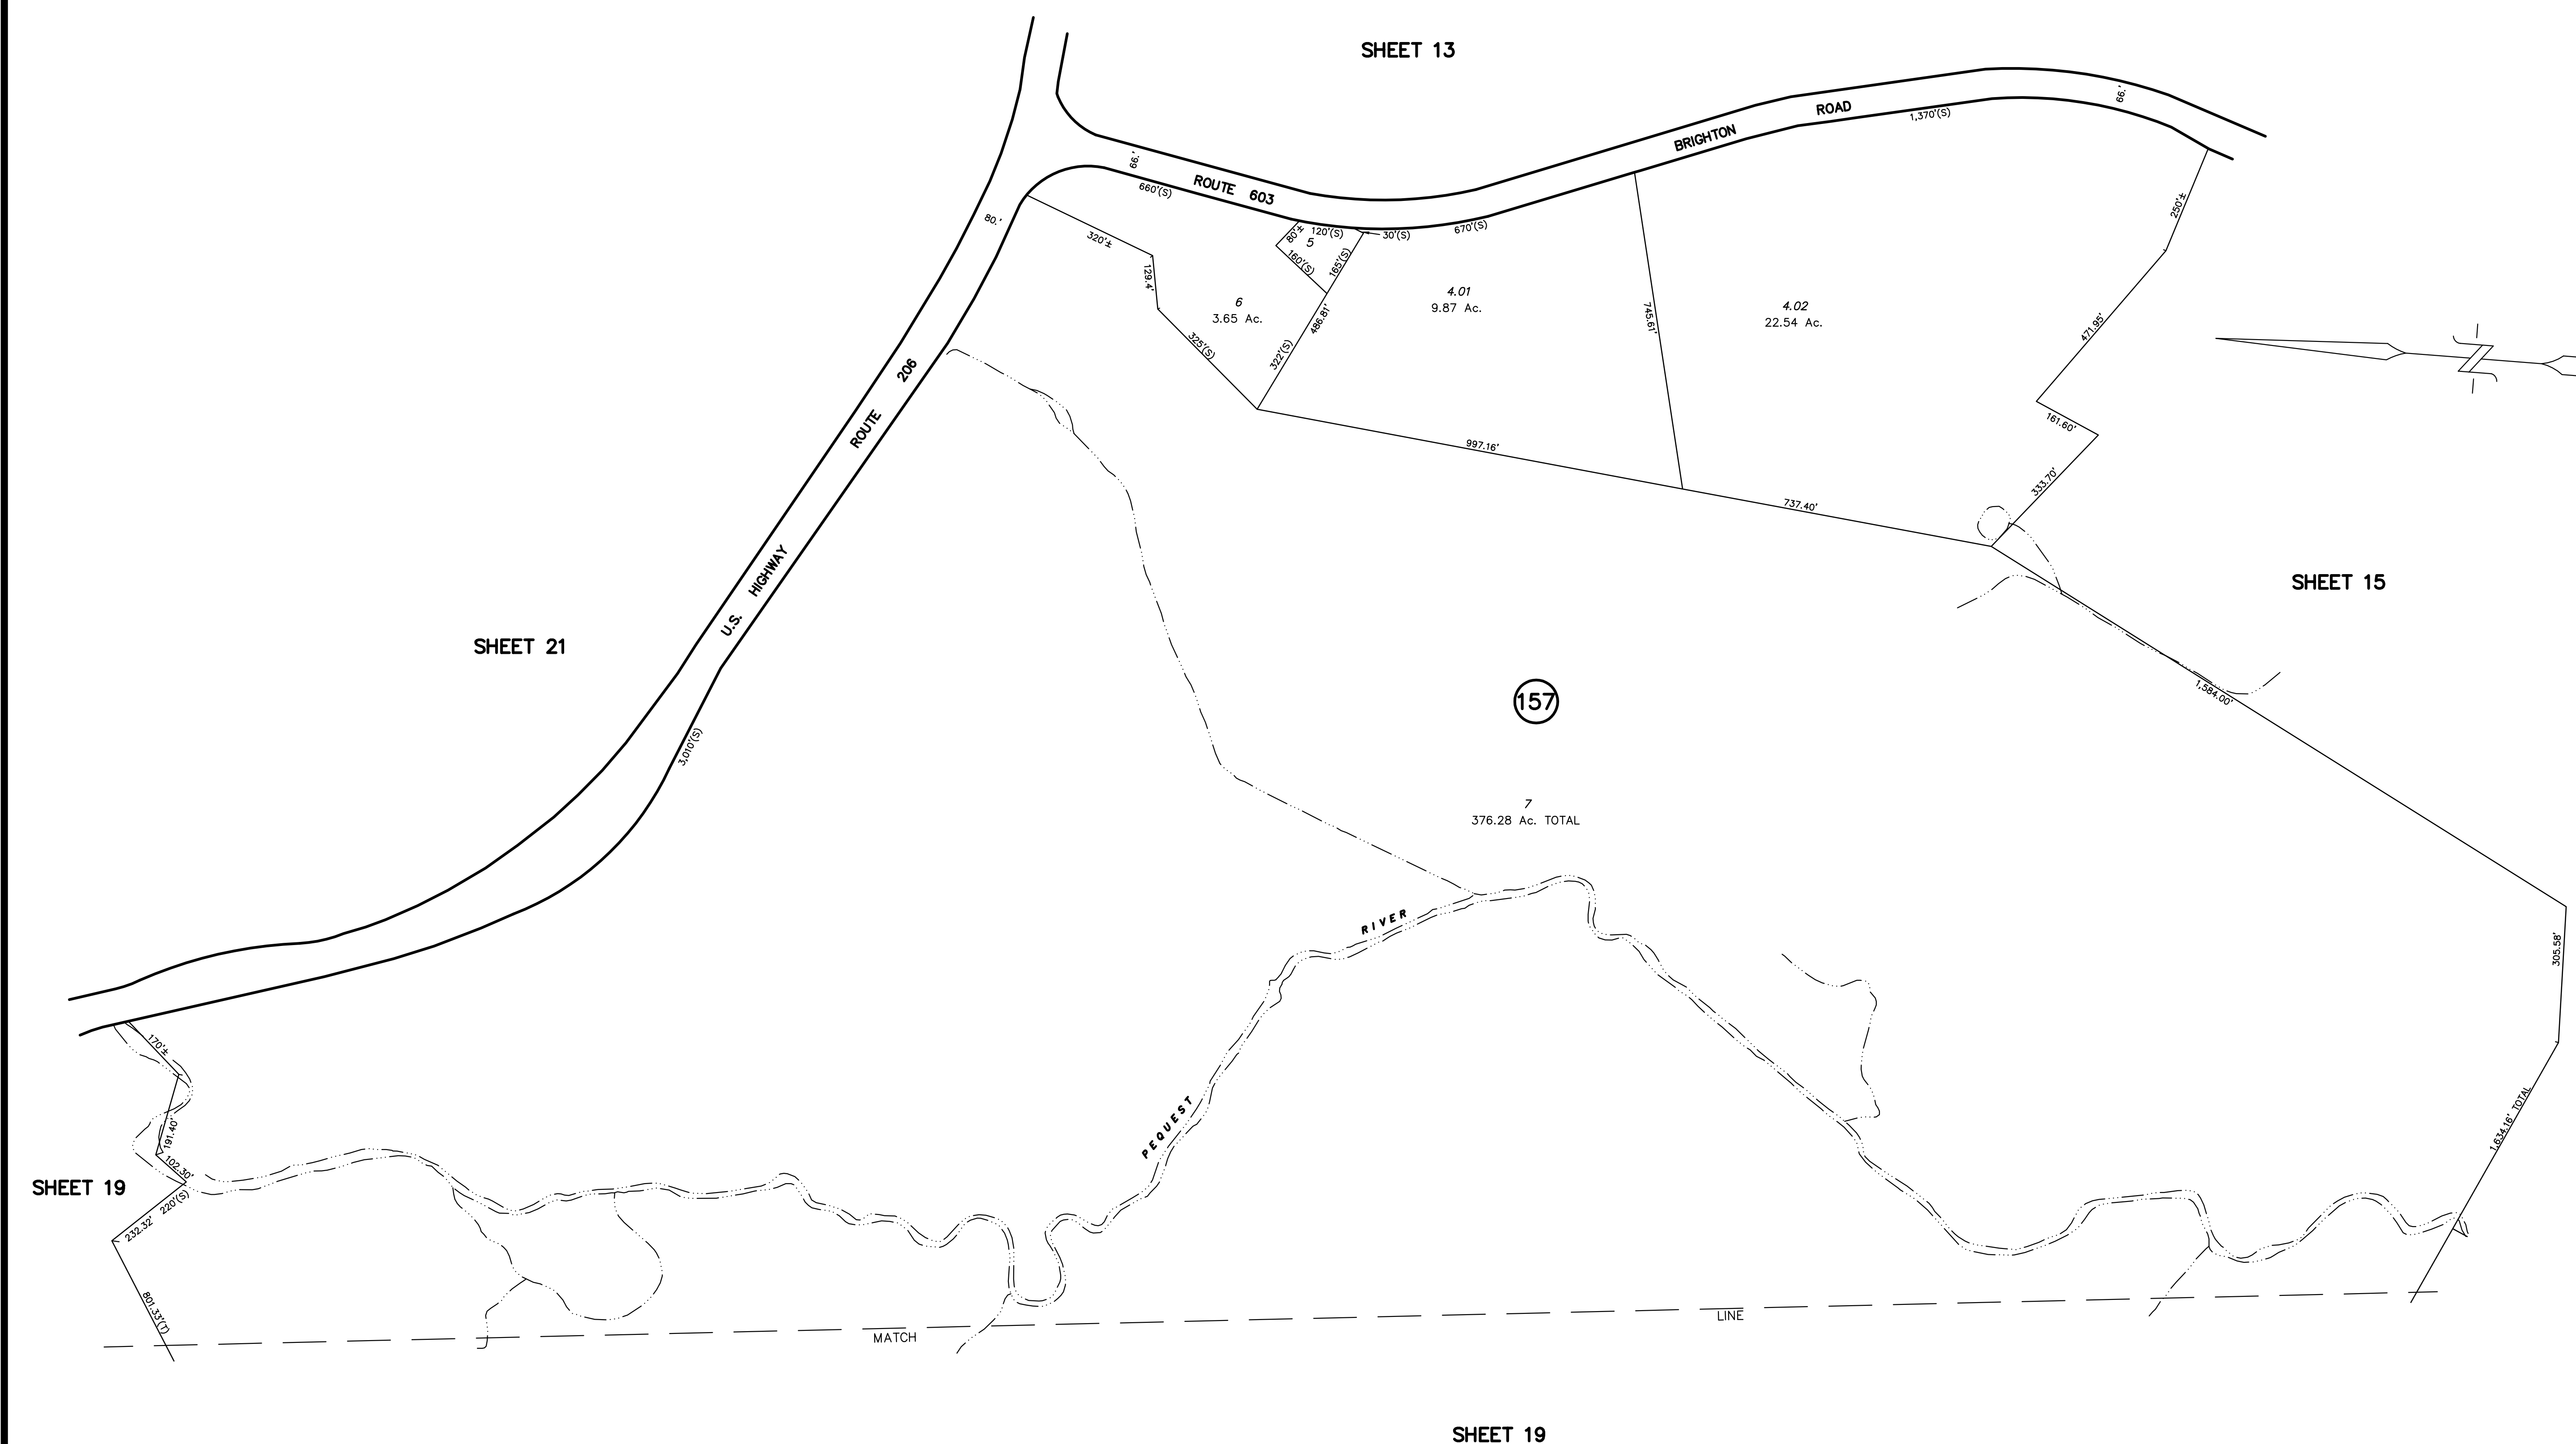 SHEET 13
66.'
BRIGHTON ROAD
1,370'(S)
66.'
ROUTE 603
660'(S)
80.'
320'±
129.4'
325'(S)
80'±
120'(S)
5
160'(S)
165'(S)
30'(S)
670'(S)
6
3.65 Ac.
486.81'
322'(S)
4.01
9.87 Ac.
745.61'
4.02
22.54 Ac.
250'±
471.95'
161.60'
333.70'
997.16'
737.40'
U.S. HIGHWAY ROUTE 206
SHEET 21
SHEET 15
3,010'(S)
157
1,584.00'
7
376.28 Ac. TOTAL
PEQUEST RIVER
305.58'
1,634.16' TOTAL
170'±
191.40'
102.30'
SHEET 19
220'(S)
232.32'
801.33'(T)
MATCH LINE
SHEET 19